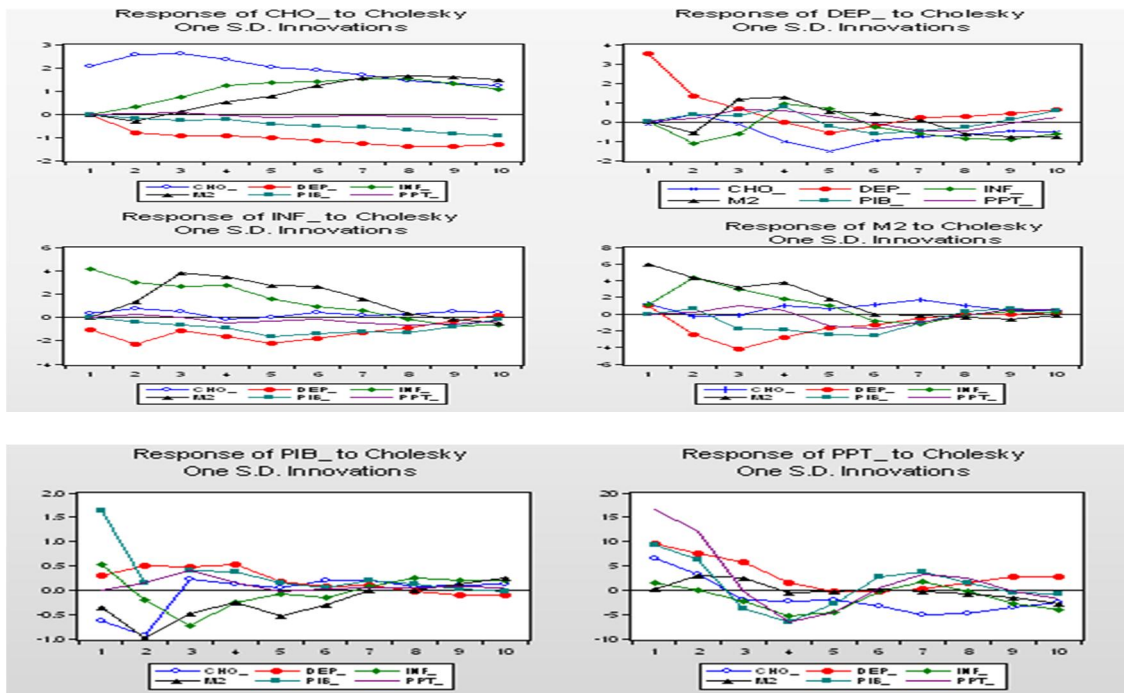 Response of CHO_ to Cholesky
One S.D. Innovations
3
2
1
0
-1
-2
1 2 3 4 5 6 7 8 9 10
CHO_ DEP_ INF_
M2 PIB_ PPT_
Response of DEP_ to Cholesky
One S.D. Innovations
4
3
2
1
0
-1
-2
1 2 3 4 5 6 7 8 9 10
CHO_ DEP_ INF_
M2 PIB_ PPT_
Response of INF_ to Cholesky
One S.D. Innovations
6
4
2
0
-2
-4
1 2 3 4 5 6 7 8 9 10
CHO_ DEP_ INF_
M2 PIB_ PPT_
Response of M2 to Cholesky
One S.D. Innovations
8
6
4
2
0
-2
-4
-6
1 2 3 4 5 6 7 8 9 10
CHO_ DEP_ INF_
M2 PIB_ PPT_
Response of PIB_ to Cholesky
One S.D. Innovations
2.0
1.5
1.0
0.5
0.0
-0.5
-1.0
1 2 3 4 5 6 7 8 9 10
CHO_ DEP_ INF_
M2 PIB_ PPT_
Response of PPT_ to Cholesky
One S.D. Innovations
20
15
10
5
0
-5
-10
1 2 3 4 5 6 7 8 9 10
CHO_ DEP_ INF_
M2 PIB_ PPT_